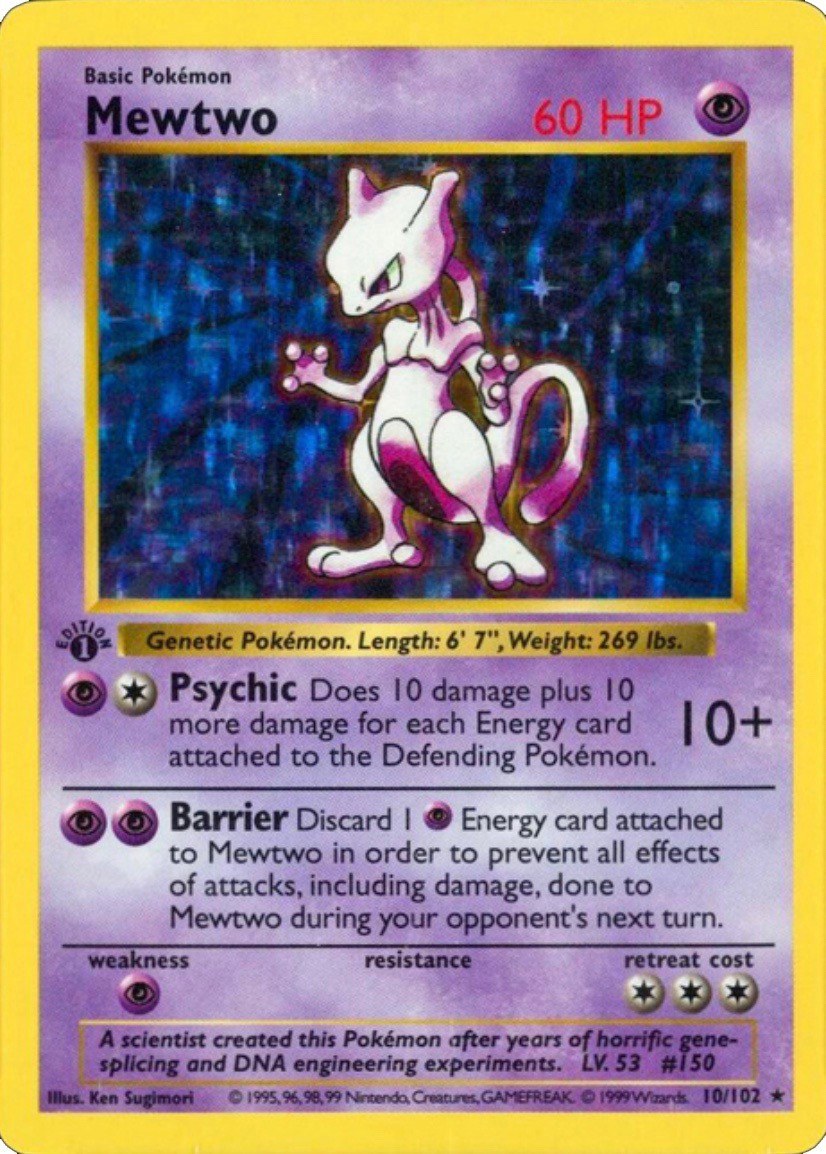 Basic Pokémon
Mewtwo 60 HP
EDITION 1
Genetic Pokémon. Length: 6' 7", Weight: 269 lbs.
Psychic Does 10 damage plus 10
more damage for each Energy card
attached to the Defending Pokémon.
10+
Barrier Discard 1 Energy card attached
to Mewtwo in order to prevent all effects
of attacks, including damage, done to
Mewtwo during your opponent's next turn.
weakness resistance retreat cost
A scientist created this Pokémon after years of horrific gene-
splicing and DNA engineering experiments. LV. 53 #150
Illus. Ken Sugimori © 1995, 96, 98, 99 Nintendo, Creatures, GAMEFREAK. © 1999 Wizards. 10/102 ★